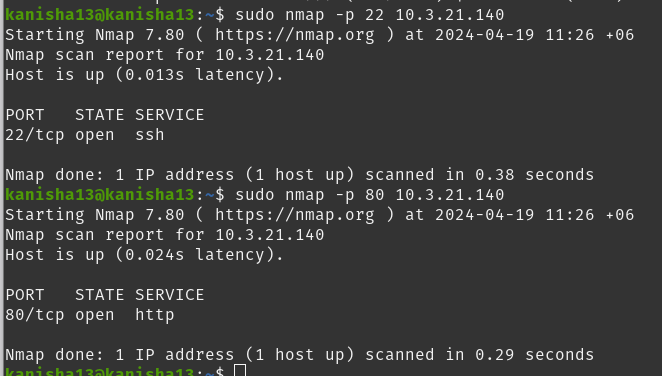 kanisha13@kanisha13:~$ sudo nmap -p 22 10.3.21.140
Starting Nmap 7.80 ( https://nmap.org ) at 2024-04-19 11:26 +06
Nmap scan report for 10.3.21.140
Host is up (0.013s latency).
PORT   STATE SERVICE
22/tcp open  ssh
Nmap done: 1 IP address (1 host up) scanned in 0.38 seconds
kanisha13@kanisha13:~$ sudo nmap -p 80 10.3.21.140
Starting Nmap 7.80 ( https://nmap.org ) at 2024-04-19 11:26 +06
Nmap scan report for 10.3.21.140
Host is up (0.024s latency).
PORT   STATE SERVICE
80/tcp open  http
Nmap done: 1 IP address (1 host up) scanned in 0.29 seconds
kanisha13@kanisha13:~$